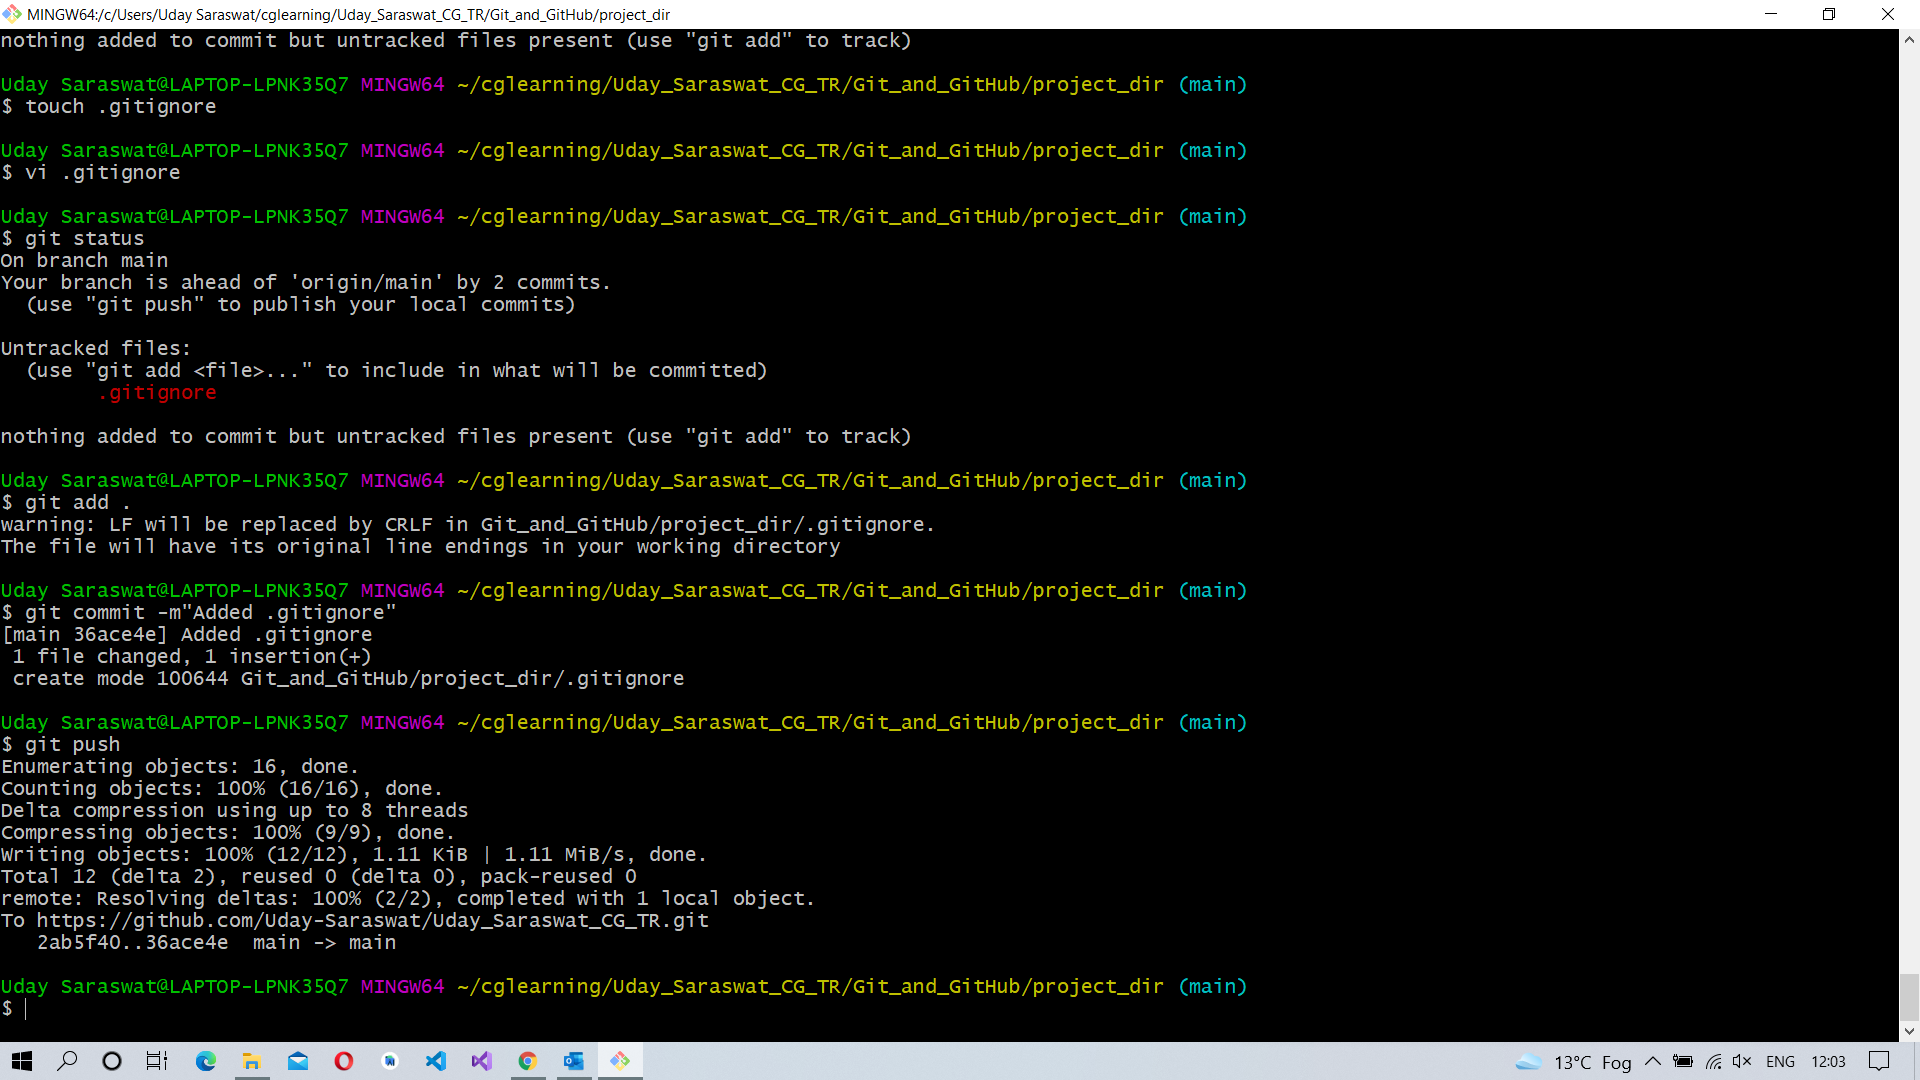 MINGW64:/c/Users/Uday Saraswat/cglearning/Uday_Saraswat_CG_TR/Git_and_GitHub/project_dir
nothing added to commit but untracked files present (use "git add" to track)
Uday Saraswat@LAPTOP-LPNK35Q7 MINGW64 ~/cglearning/Uday_Saraswat_CG_TR/Git_and_GitHub/project_dir (main)
$ touch .gitignore
Uday Saraswat@LAPTOP-LPNK35Q7 MINGW64 ~/cglearning/Uday_Saraswat_CG_TR/Git_and_GitHub/project_dir (main)
$ vi .gitignore
Uday Saraswat@LAPTOP-LPNK35Q7 MINGW64 ~/cglearning/Uday_Saraswat_CG_TR/Git_and_GitHub/project_dir (main)
$ git status
On branch main
Your branch is ahead of 'origin/main' by 2 commits.
(use "git push" to publish your local commits)
Untracked files:
(use "git add <file>..." to include in what will be committed)
.gitignore
nothing added to commit but untracked files present (use "git add" to track)
Uday Saraswat@LAPTOP-LPNK35Q7 MINGW64 ~/cglearning/Uday_Saraswat_CG_TR/Git_and_GitHub/project_dir (main)
$ git add .
warning: LF will be replaced by CRLF in Git_and_GitHub/project_dir/.gitignore.
The file will have its original line endings in your working directory
Uday Saraswat@LAPTOP-LPNK35Q7 MINGW64 ~/cglearning/Uday_Saraswat_CG_TR/Git_and_GitHub/project_dir (main)
$ git commit -m"Added .gitignore"
[main 36ace4e] Added .gitignore
1 file changed, 1 insertion(+)
create mode 100644 Git_and_GitHub/project_dir/.gitignore
Uday Saraswat@LAPTOP-LPNK35Q7 MINGW64 ~/cglearning/Uday_Saraswat_CG_TR/Git_and_GitHub/project_dir (main)
$ git push
Enumerating objects: 16, done.
Counting objects: 100% (16/16), done.
Delta compression using up to 8 threads
Compressing objects: 100% (9/9), done.
Writing objects: 100% (12/12), 1.11 KiB | 1.11 MiB/s, done.
Total 12 (delta 2), reused 0 (delta 0), pack-reused 0
remote: Resolving deltas: 100% (2/2), completed with 1 local object.
To https://github.com/Uday-Saraswat/Uday_Saraswat_CG_TR.git
2ab5f40..36ace4e  main -> main
Uday Saraswat@LAPTOP-LPNK35Q7 MINGW64 ~/cglearning/Uday_Saraswat_CG_TR/Git_and_GitHub/project_dir (main)
$
13°C Fog ENG 12:03